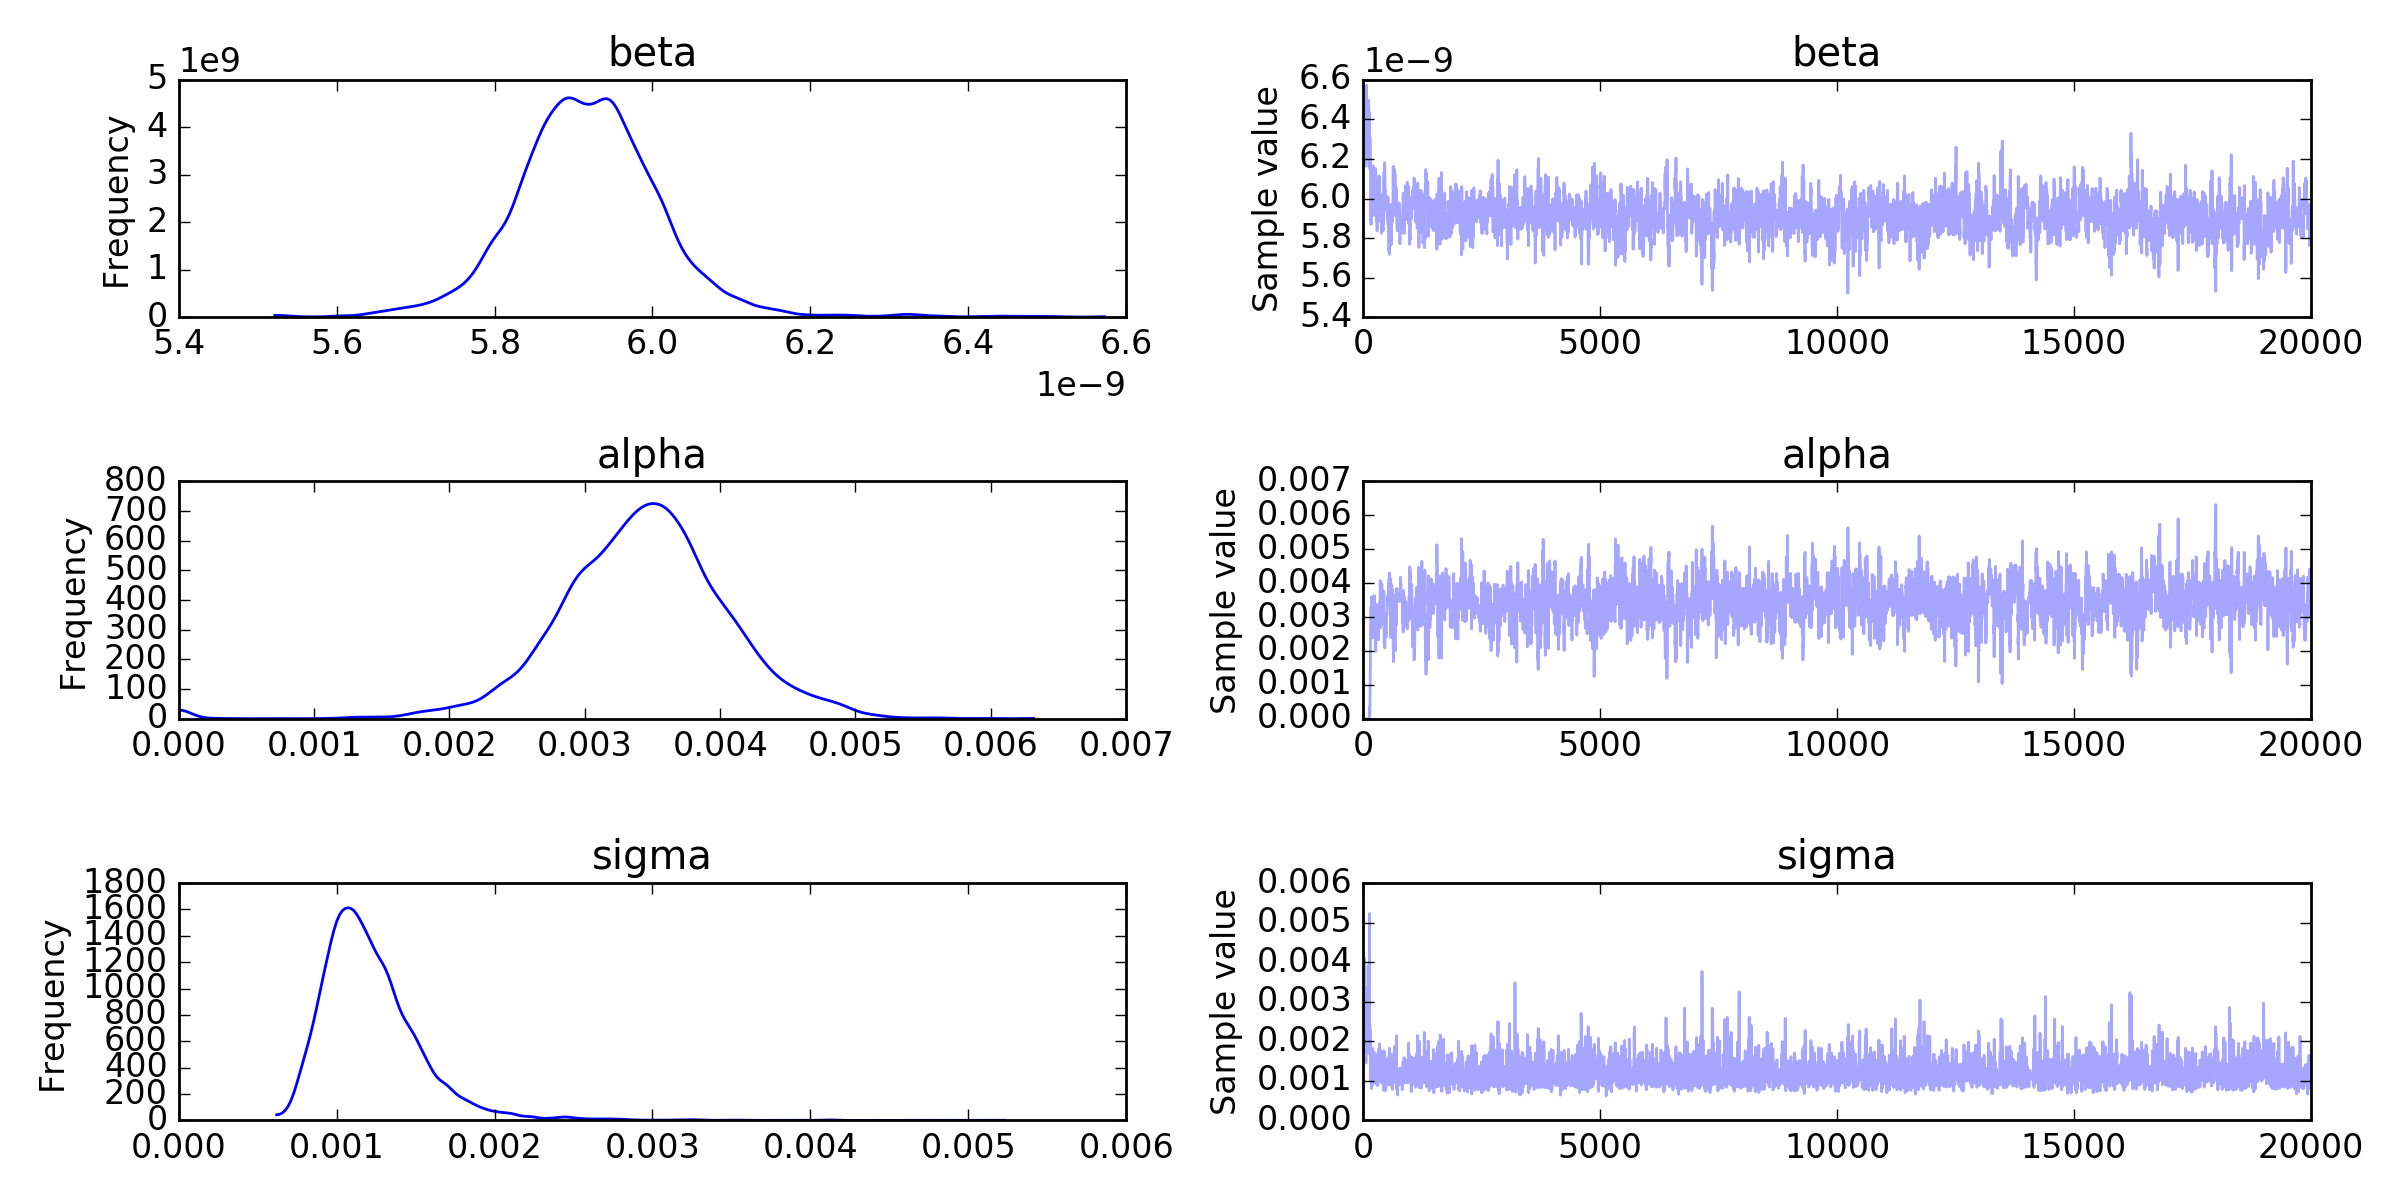 beta
1e9
5
4
3
2
1
0
Frequency
5.4 5.6 5.8 6.0 6.2 6.4 6.6
1e−9
beta
1e−9
6.6
6.4
6.2
6.0
5.8
5.6
5.4
Sample value
0 5000 10000 15000 20000
alpha
800
700
600
500
400
300
200
100
0
Frequency
0.000 0.001 0.002 0.003 0.004 0.005 0.006 0.007
alpha
0.007
0.006
0.005
0.004
0.003
0.002
0.001
0.000
Sample value
0 5000 10000 15000 20000
sigma
1800
1600
1400
1200
1000
800
600
400
200
0
Frequency
0.000 0.001 0.002 0.003 0.004 0.005 0.006
sigma
0.006
0.005
0.004
0.003
0.002
0.001
0.000
Sample value
0 5000 10000 15000 20000